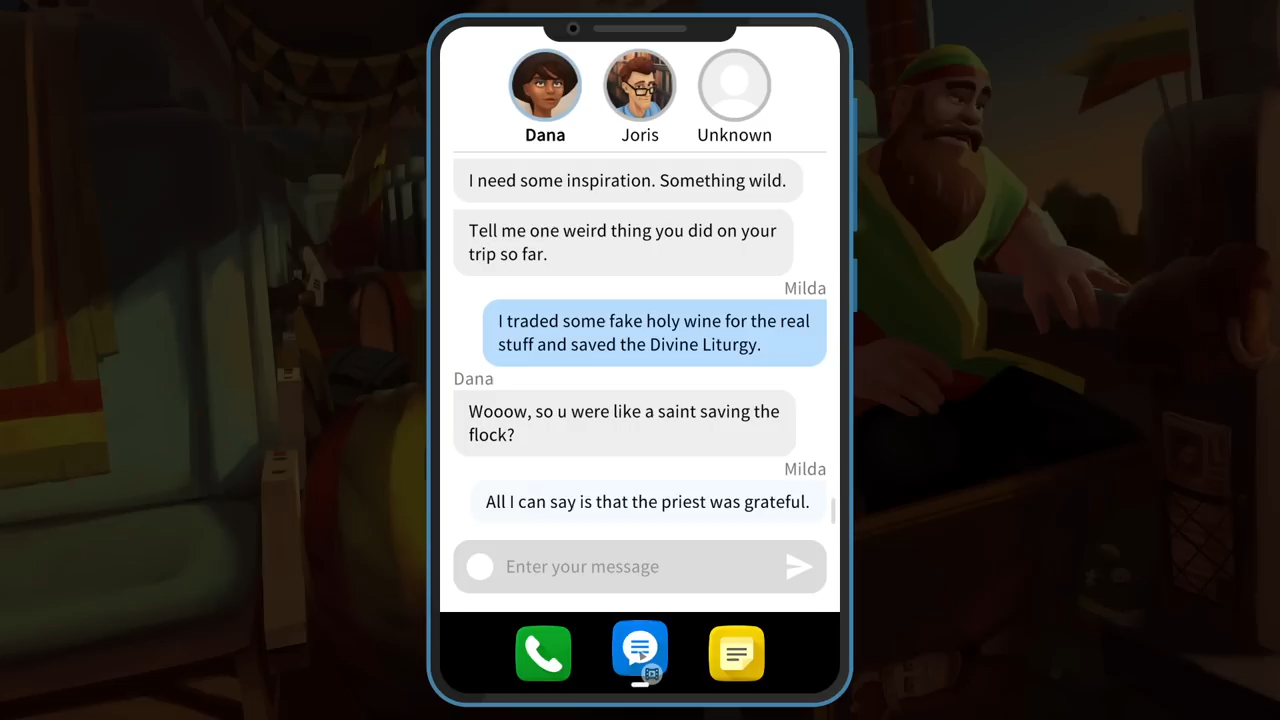 Dana
Joris
Unknown
I need some inspiration. Something wild.
Tell me one weird thing you did on your
trip so far.
Milda
I traded some fake holy wine for the real
stuff and saved the Divine Liturgy.
Dana
Wooow, so u were like a saint saving the
flock?
Milda
All I can say is that the priest was grateful.
Enter your message